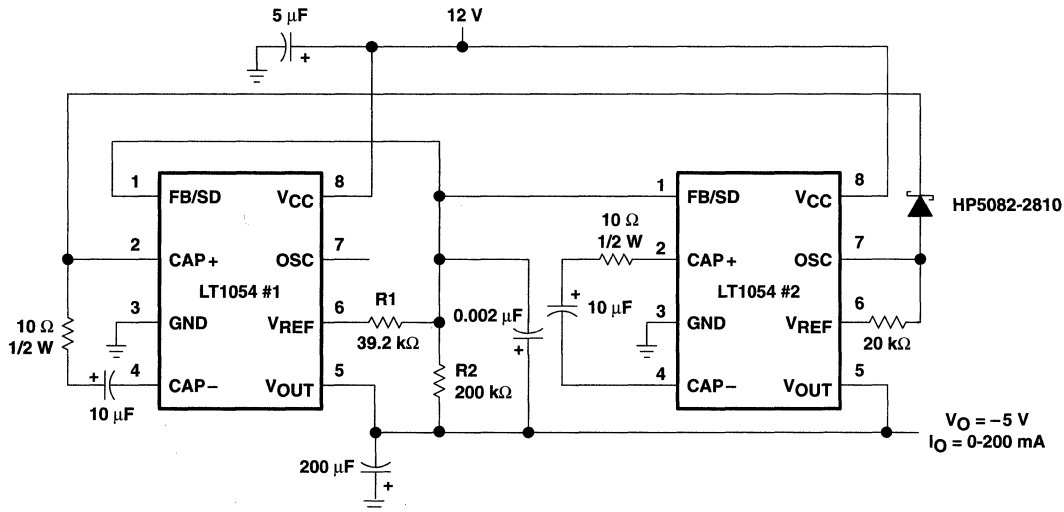 5 μF
+
12 V
1
FB/SD
VCC
8
2
CAP+
OSC
7
LT1054 #1
3
GND
VREF
6
4
CAP−
VOUT
5
10 Ω
1/2 W
+
10 μF
R1
39.2 kΩ
R2
200 kΩ
0.002 μF
+
200 μF
+
10 Ω
1/2 W
+
10 μF
1
FB/SD
VCC
8
2
CAP+
OSC
7
LT1054 #2
3
GND
VREF
6
4
CAP−
VOUT
5
HP5082-2810
20 kΩ
VO = −5 V
IO = 0-200 mA